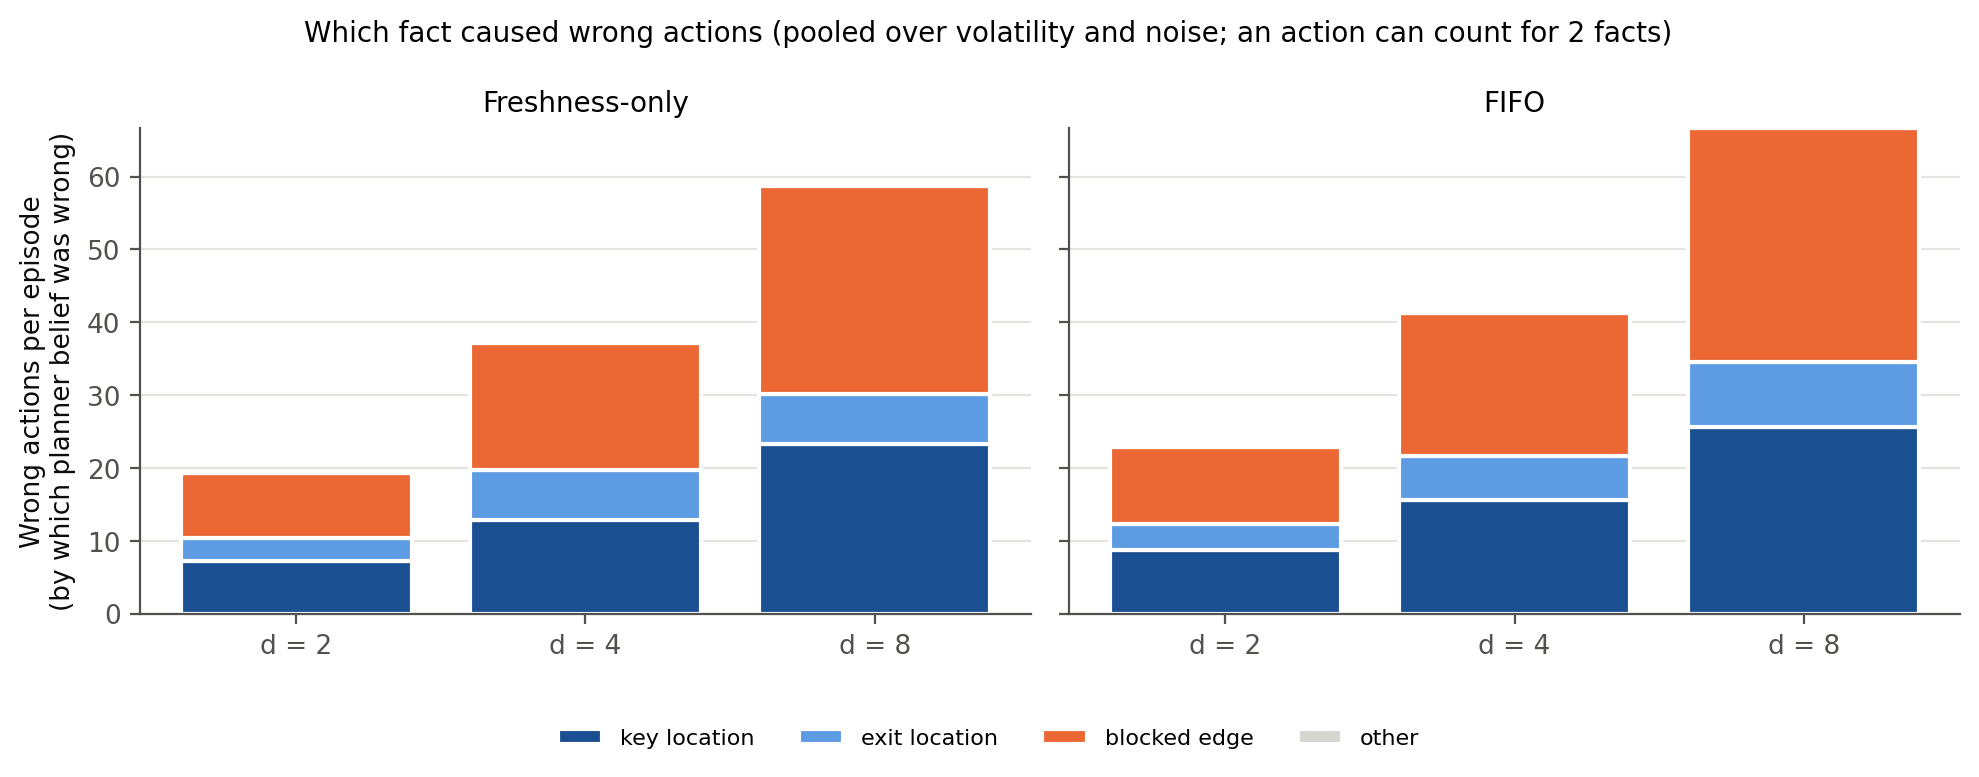 Which fact caused wrong actions (pooled over volatility and noise; an action can count for 2 facts)
Freshness-only
FIFO
Wrong actions per episode
(by which planner belief was wrong)
60
50
40
30
20
10
0
d = 2
d = 4
d = 8
d = 2
d = 4
d = 8
key location
exit location
blocked edge
other